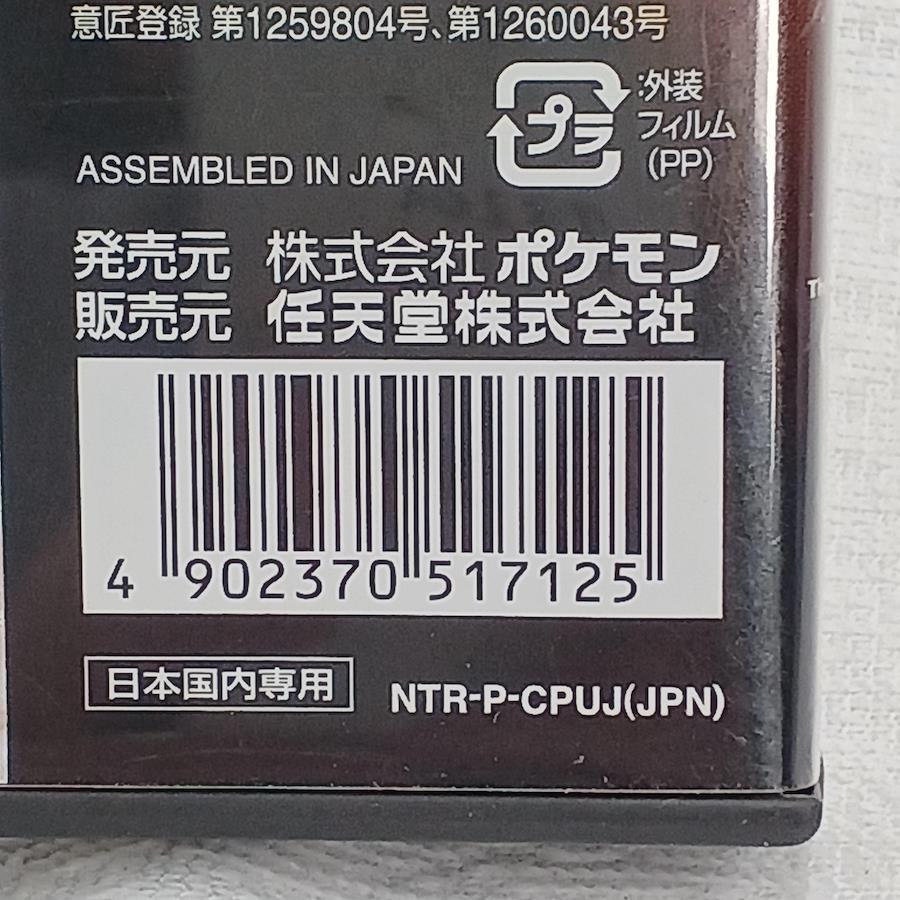 意匠登録 第1259804号、第1260043号
プラ
:外装
フィルム
(PP)
ASSEMBLED IN JAPAN
発売元 株式会社ポケモン
販売元 任天堂株式会社
4 902370 517125
日本国内専用
NTR-P-CPUJ(JPN)